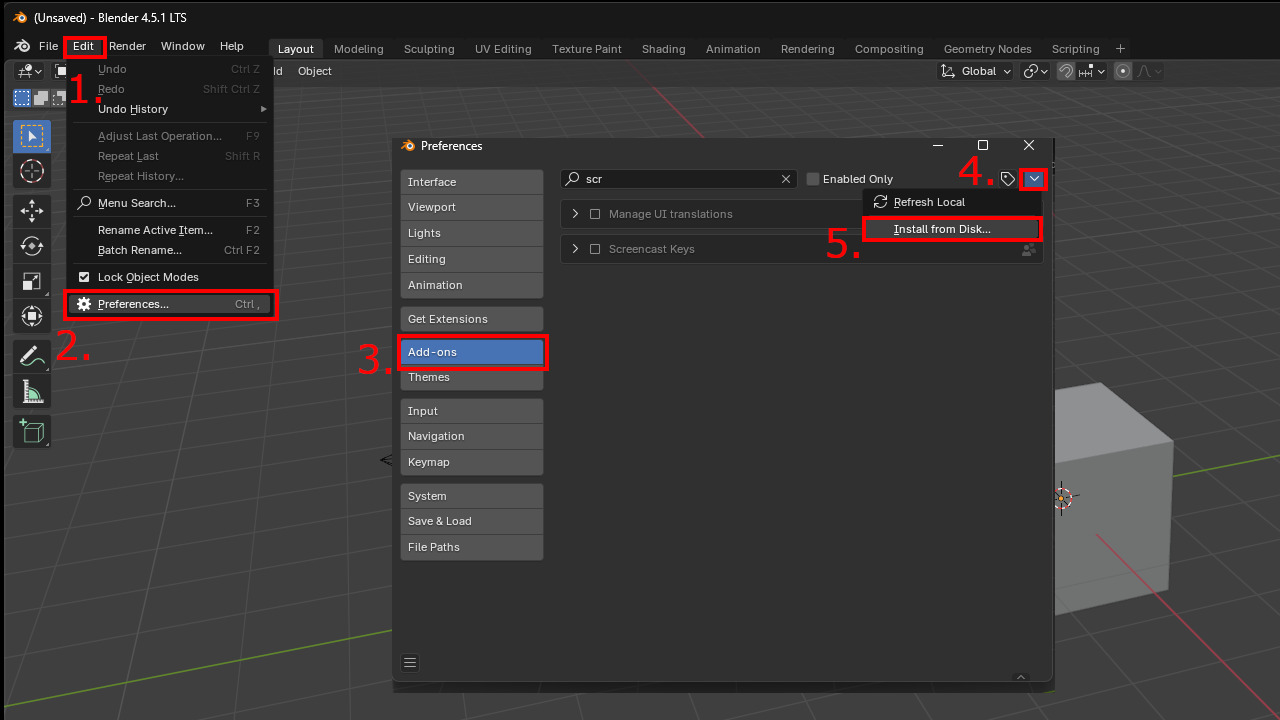 (Unsaved) - Blender 4.5.1 LTS
File Edit Render Window Help Layout Modeling Sculpting UV Editing Texture Paint Shading Animation Rendering Compositing Geometry Nodes Scripting +
Object Global
1.
Undo Ctrl Z
Redo Shift Ctrl Z
Undo History
Adjust Last Operation... F9
Repeat Last Shift R
Repeat History...
Menu Search... F3
Rename Active Item... F2
Batch Rename... Ctrl F2
Lock Object Modes
Preferences... Ctrl ,
2.
Preferences
Interface
Viewport
Lights
Editing
Animation
Get Extensions
3.
Add-ons
Themes
Input
Navigation
Keymap
System
Save & Load
File Paths
scr Enabled Only
4.
Refresh Local
Manage UI translations
5.
Install from Disk...
Screencast Keys